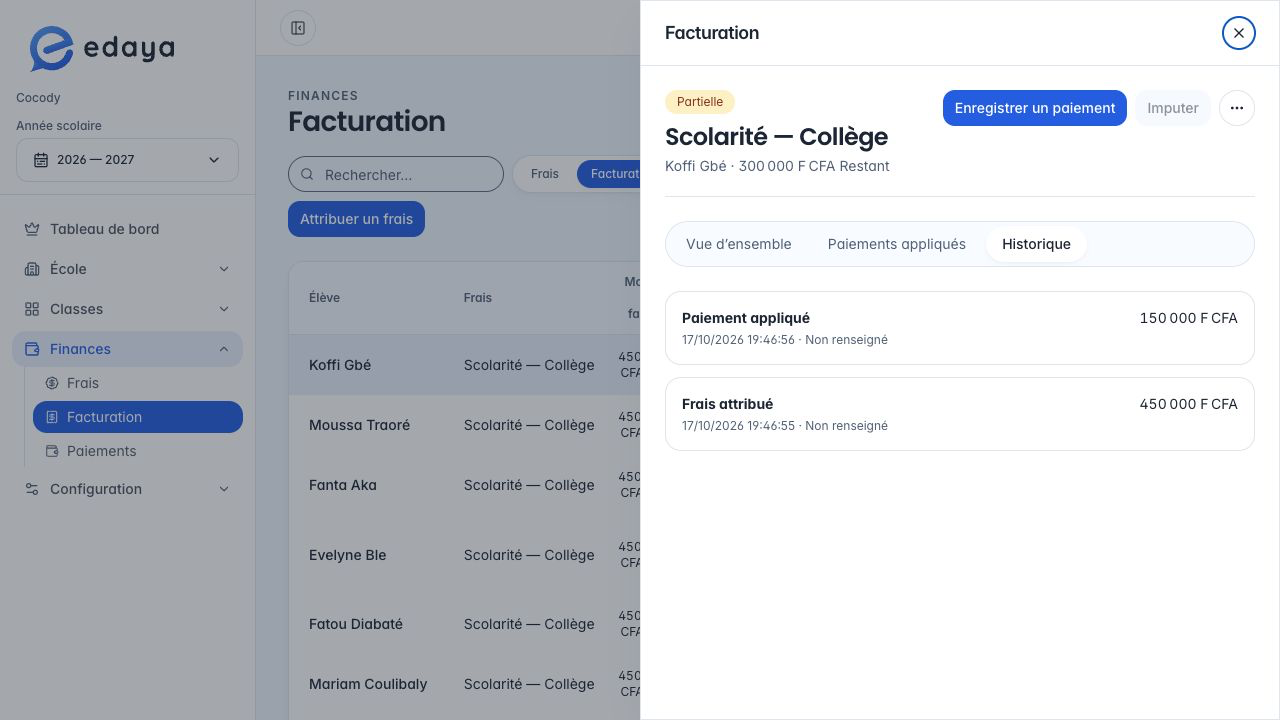 edaya
Cocody
Année scolaire
2026 — 2027
Tableau de bord
École
Classes
Finances
Frais
Facturation
Paiements
Configuration
FINANCES
Facturation
Rechercher...
Frais
Attribuer un frais
Élève
Frais
Koffi Gbé
Scolarité — Collège
Moussa Traoré
Scolarité — Collège
Fanta Aka
Scolarité — Collège
Evelyne Ble
Scolarité — Collège
Fatou Diabaté
Scolarité — Collège
Mariam Coulibaly
Scolarité — Collège
Facturation
Partielle
Enregistrer un paiement
Imputer
Scolarité — Collège
Koffi Gbé · 300 000 F CFA Restant
Vue d’ensemble
Paiements appliqués
Historique
Paiement appliqué
150 000 F CFA
17/10/2026 19:46:56 · Non renseigné
Frais attribué
450 000 F CFA
17/10/2026 19:46:55 · Non renseigné